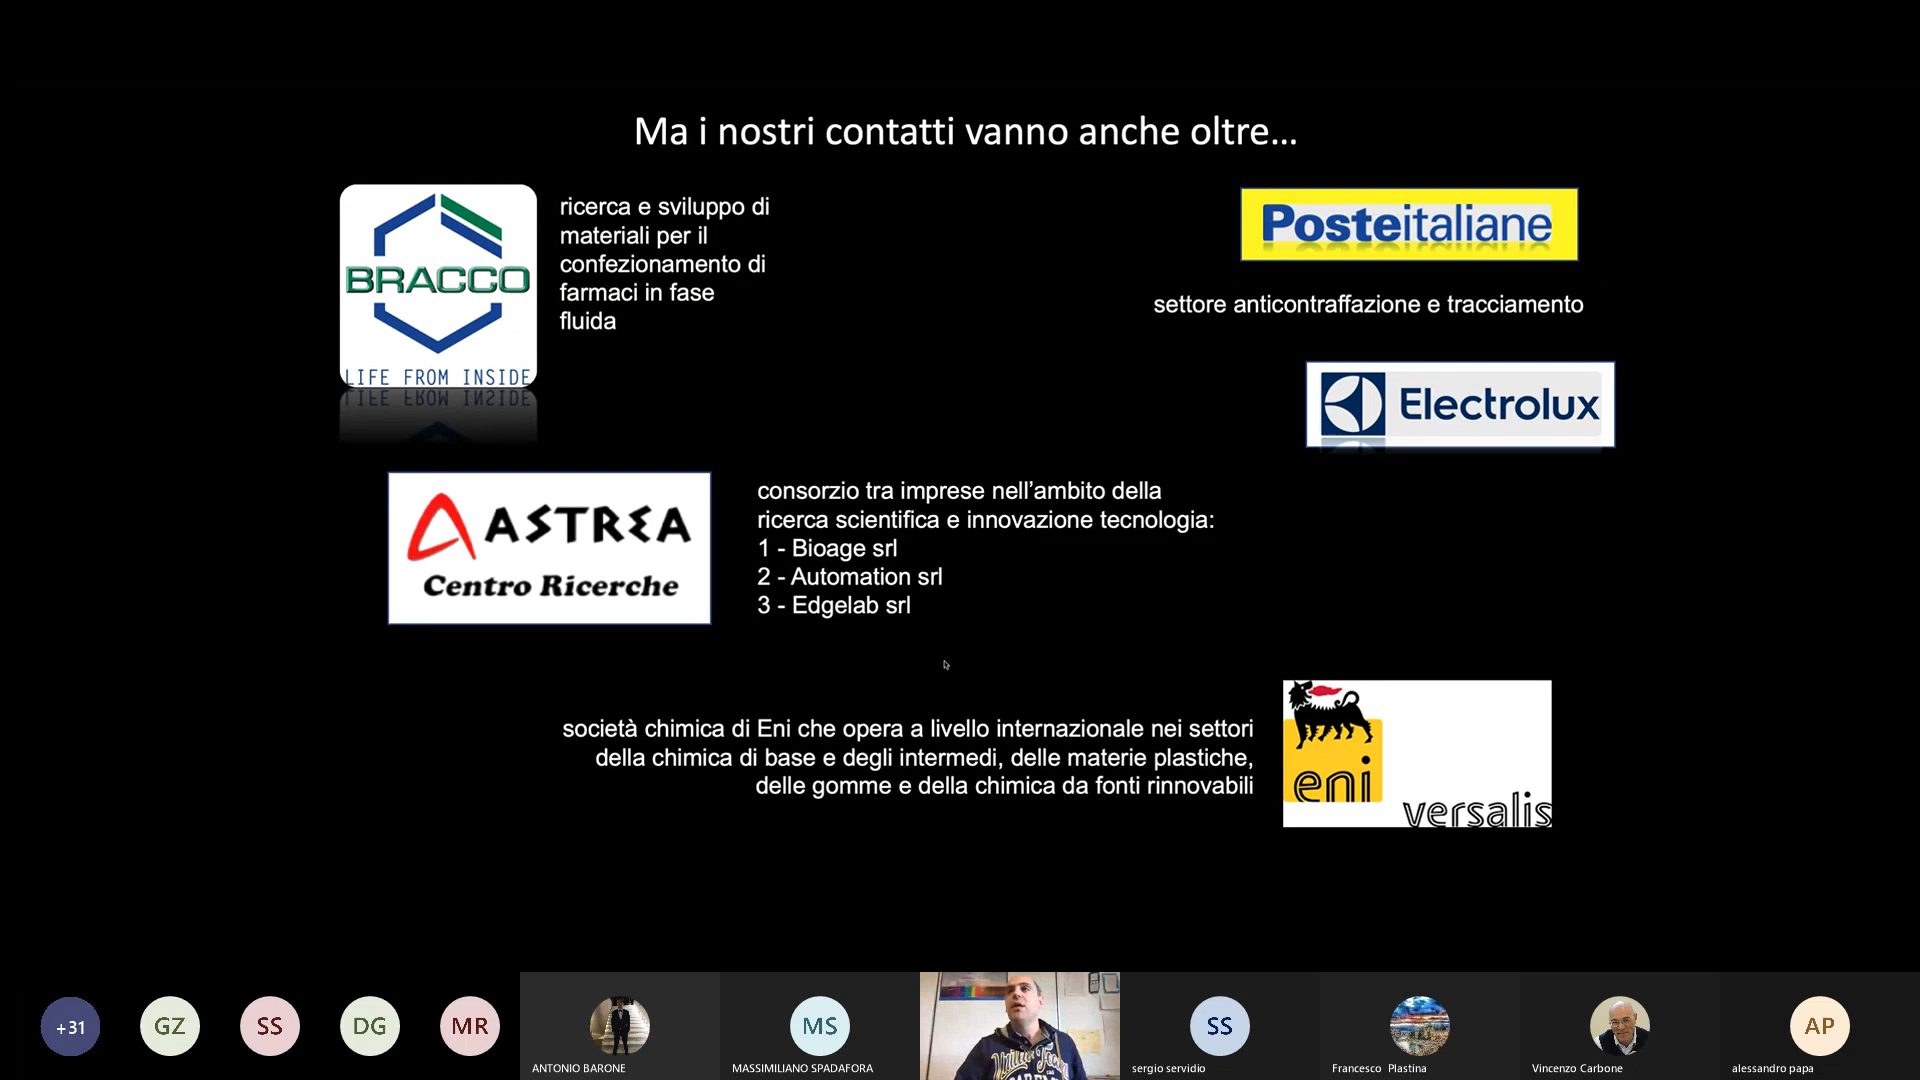 Ma i nostri contatti vanno anche oltre...
BRACCO
LIFE FROM INSIDE
ricerca e sviluppo di
materiali per il
confezionamento di
farmaci in fase
fluida
Posteitaliane
settore anticontraffazione e tracciamento
Electrolux
ASTREA
Centro Ricerche
consorzio tra imprese nell'ambito della
ricerca scientifica e innovazione tecnologia:
1 - Bioage srl
2 - Automation srl
3 - Edgelab srl
società chimica di Eni che opera a livello internazionale nei settori
della chimica di base e degli intermedi, delle materie plastiche,
delle gomme e della chimica da fonti rinnovabili
eni
versalis
+31
GZ
SS
DG
MR
ANTONIO BARONE
MS
MASSIMILIANO SPADAFORA
SS
sergio servidio
Francesco Plastina
Vincenzo Carbone
AP
alessandro papa